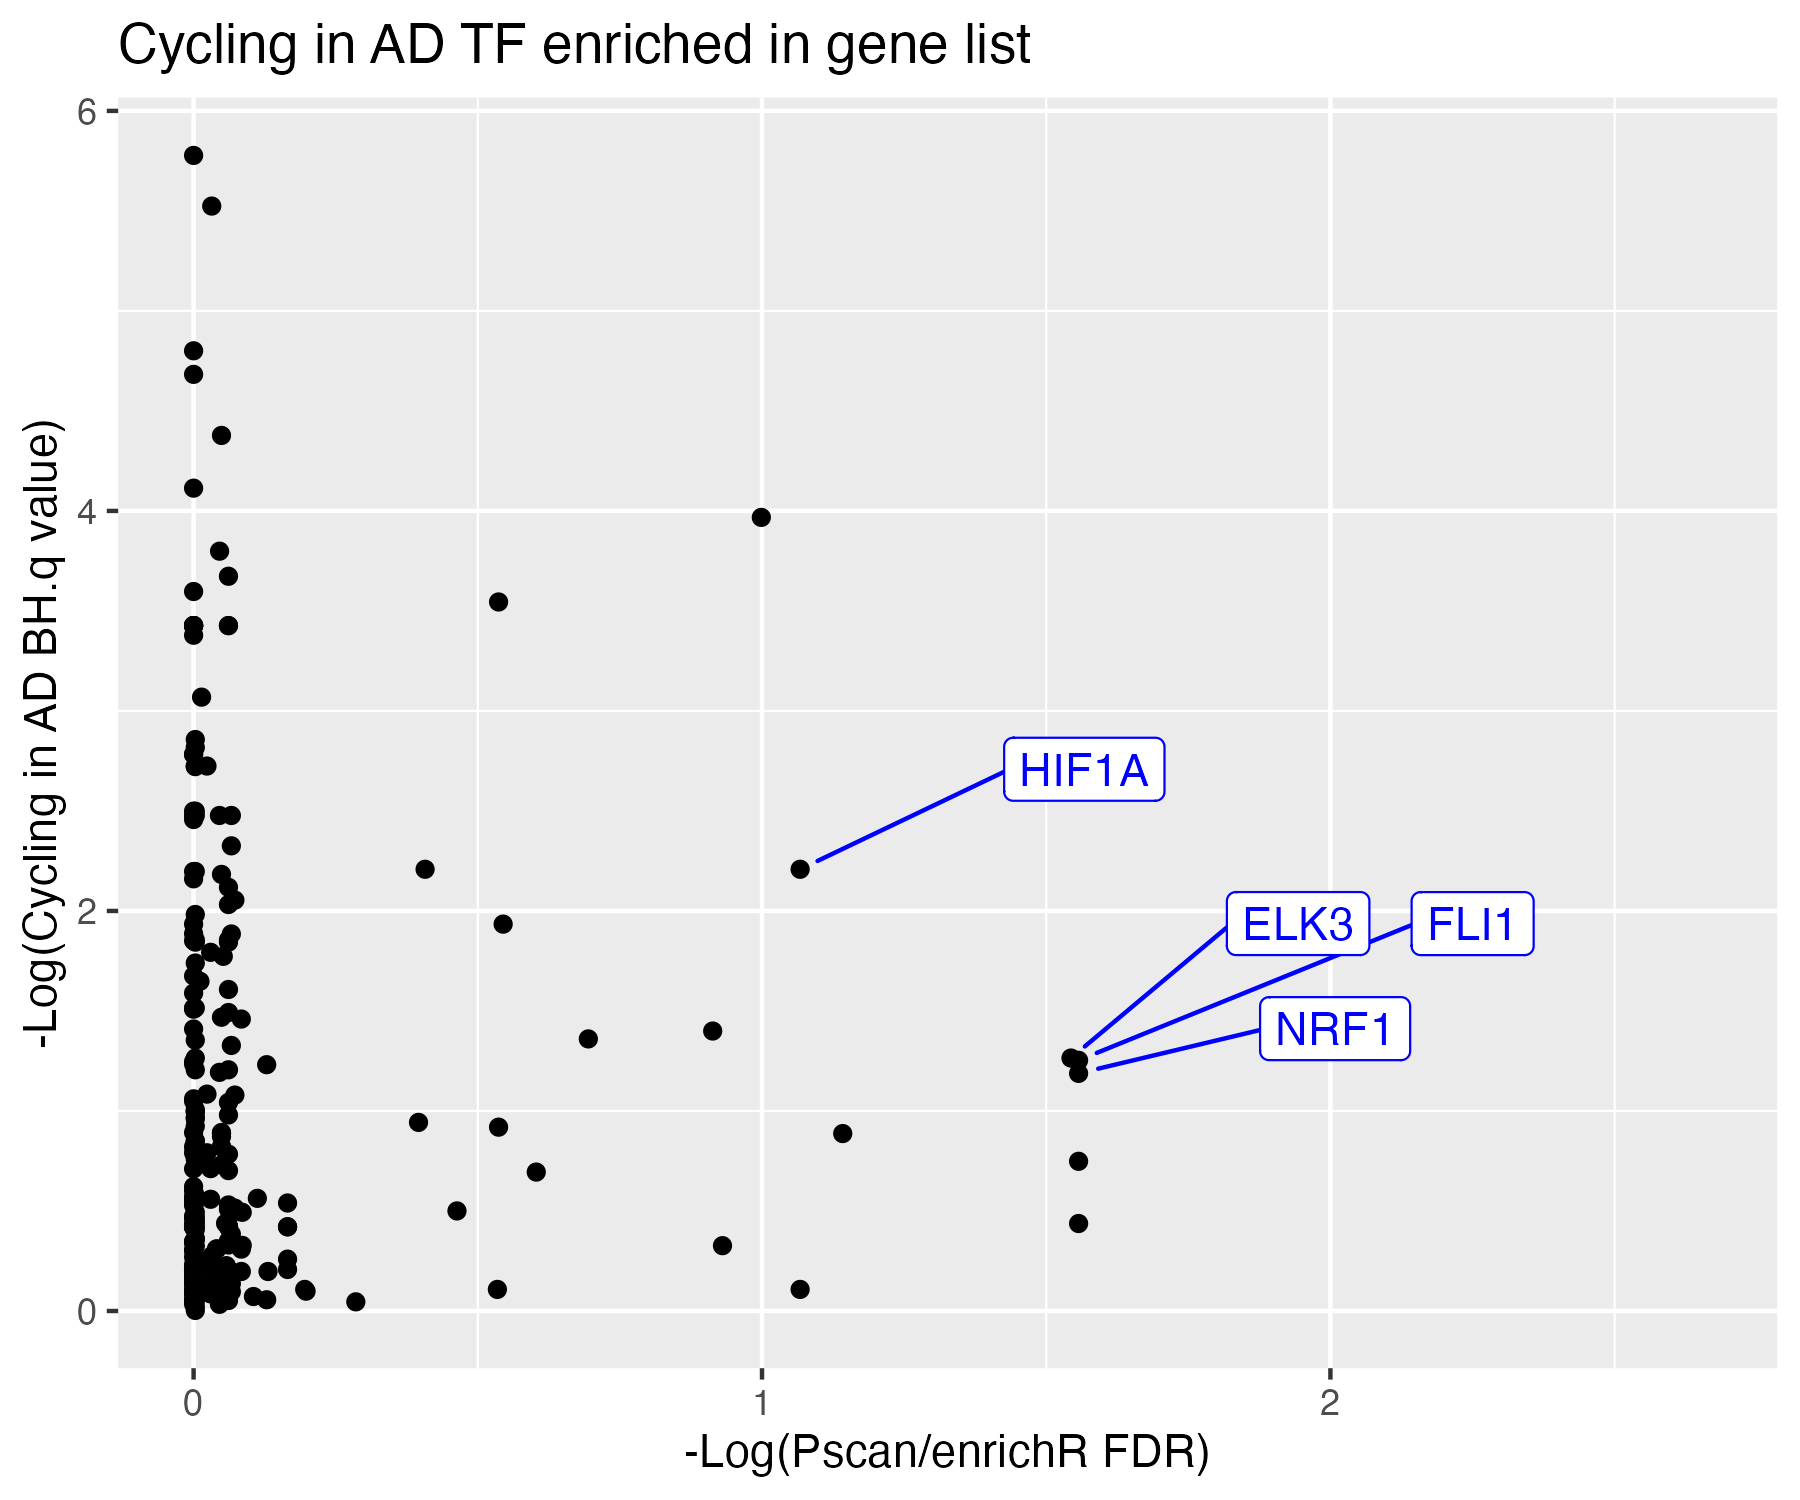 Cycling in AD TF enriched in gene list
-Log(Cycling in AD BH.q value)
6
4
2
0
HIF1A
ELK3
FLI1
NRF1
0
1
2
-Log(Pscan/enrichR FDR)